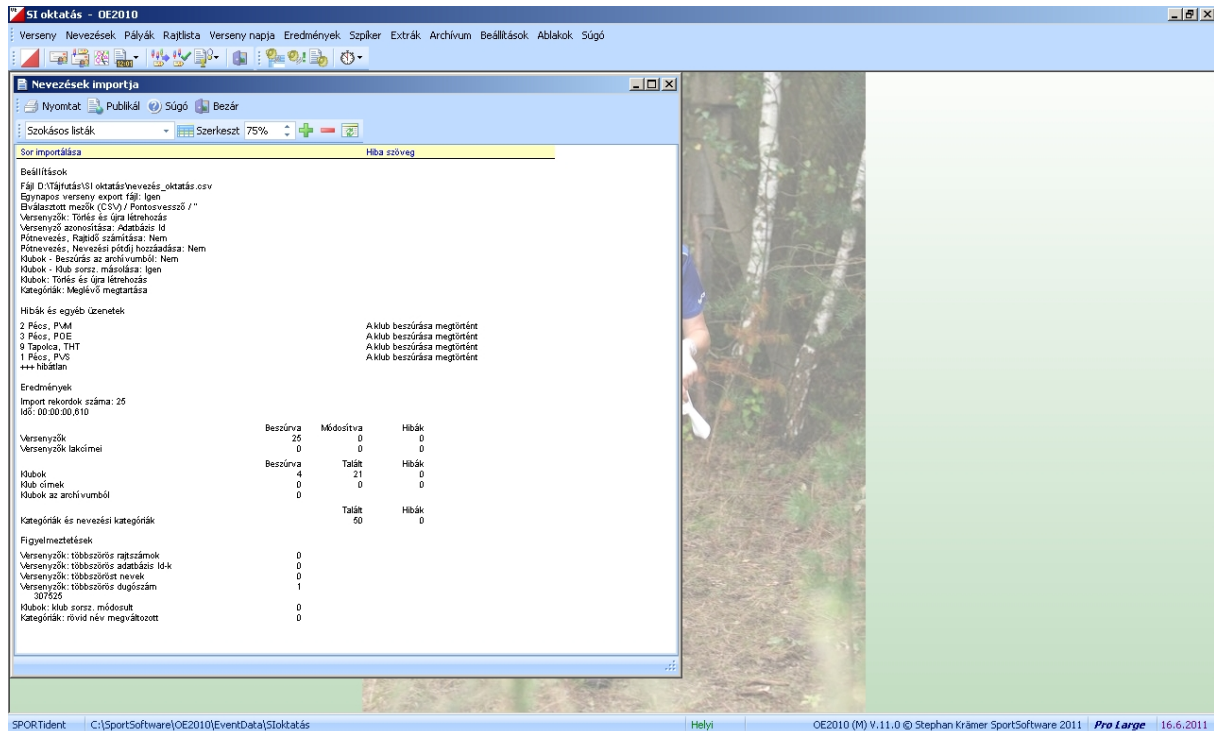 SI oktatás - OE2010
Verseny Nevezések Pályák Rajtlista Verseny napja Eredmények Szpíker Extrák Archívum Beállítások Ablakok Súgó
Nevezések importja
Nyomtat Publikál Súgó Bezár
Szokásos listák Szerkeszt 75%
Sor importálása Hiba szöveg
Beállítások
Fájl D:\Tájfutás\SI oktatás\nevezés_oktatás.csv
Egynapos verseny export fájl: Igen
Elválasztott mezők (CSV) / Pontosvessző / "
Versenyzők: Törlés és újra létrehozás
Versenyző azonosítása: Adatbázis Id
Pótnevezés, Rajtidő számítása: Nem
Pótnevezés, Nevezési pótdíj hozzáadása: Nem
Klubok - Beszúrás az archívumból: Nem
Klubok - Klub sorsz. másolása: Igen
Klubok: Törlés és újra létrehozás
Kategóriák: Meglévő megtartása
Hibák és egyéb üzenetek
2 Pécs, PVM A klub beszúrása megtörtént
3 Pécs, POE A klub beszúrása megtörtént
9 Tapolca, THT A klub beszúrása megtörtént
1 Pécs, PVS A klub beszúrása megtörtént
+++ hibátlan
Eredmények
Import rekordok száma: 25
Idő: 00:00:00,610
Beszúrva Módosítva Hibák
Versenyzők 25 0 0
Versenyzők lakcímei 0 0 0
Beszúrva Talált Hibák
Klubok 4 21 0
Klub címek 0 0 0
Klubok az archívumból 0
Talált Hibák
Kategóriák és nevezési kategóriák 50 0
Figyelmeztetések
Versenyzők: többszörös rajtszámok 0
Versenyzők: többszörös adatbázis Id-k 0
Versenyzők: többszöröst nevek 0
Versenyzők: többszörös dugószám 1
307525
Klubok: klub sorsz. módosult 0
Kategóriák: rövid név megváltozott 0
SPORTident C:\SportSoftware\OE2010\EventData\SIoktatás Helyi OE2010 (M) V.11.0 © Stephan Krämer SportSoftware 2011 Pro Large 16.6.2011